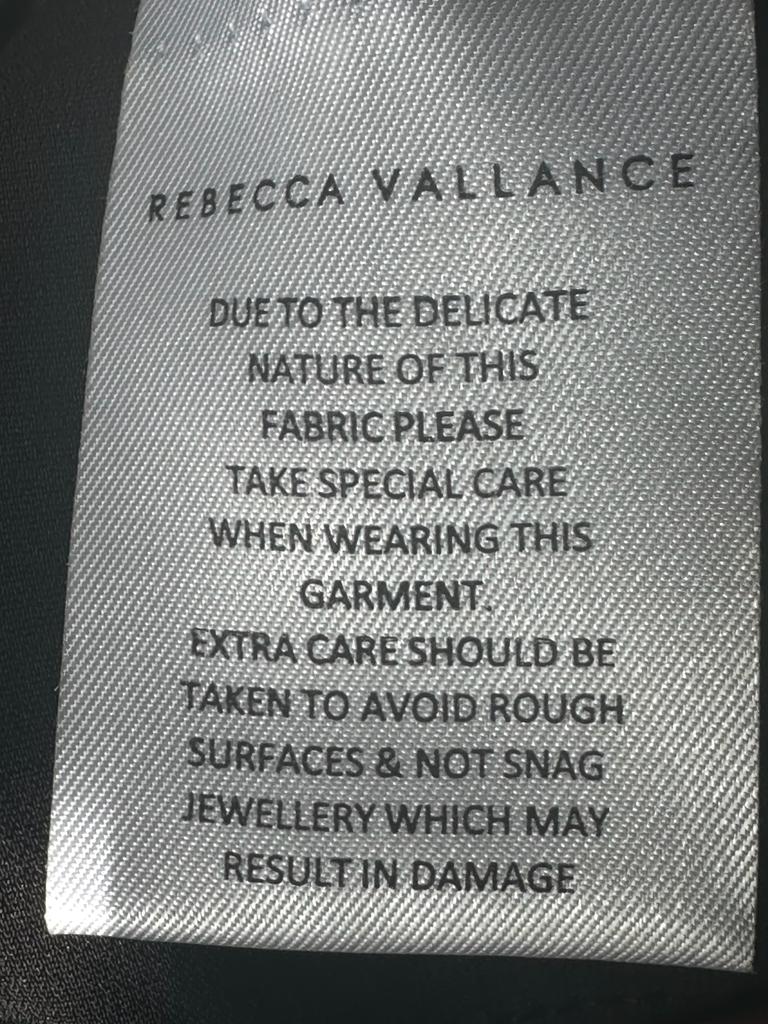 REBECCA VALLANCE
DUE TO THE DELICATE
NATURE OF THIS
FABRIC PLEASE
TAKE SPECIAL CARE
WHEN WEARING THIS
GARMENT.
EXTRA CARE SHOULD BE
TAKEN TO AVOID ROUGH
SURFACES & NOT SNAG
JEWELLERY WHICH MAY
RESULT IN DAMAGE